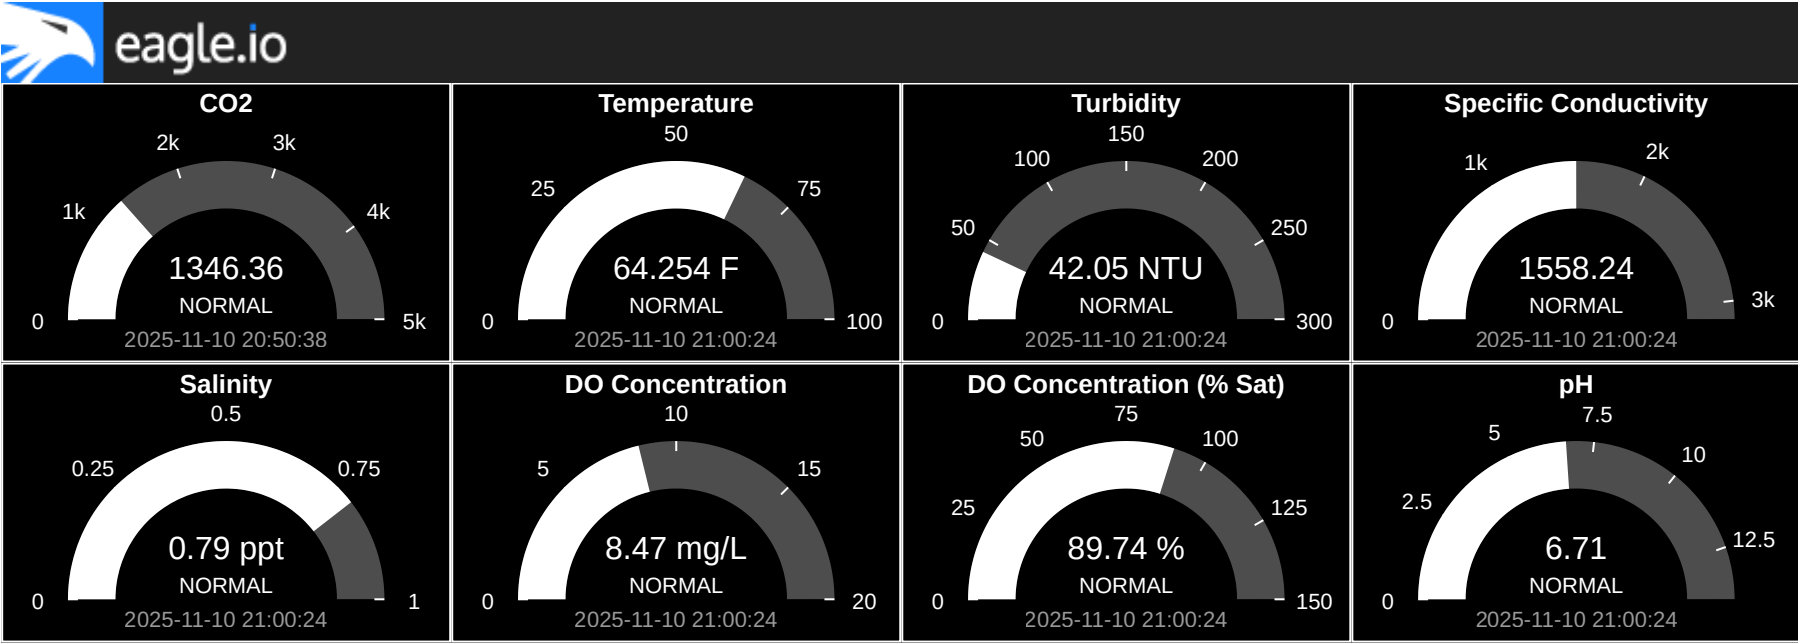 eagle.io
CO2
2k 3k
1k 4k
1346.36
NORMAL
0 5k
2025-11-10 20:50:38
Temperature
50
25 75
64.254 F
NORMAL
0 100
2025-11-10 21:00:24
Turbidity
150
100 200
50 250
42.05 NTU
NORMAL
0 300
2025-11-10 21:00:24
Specific Conductivity
1k 2k
1558.24
NORMAL
3k
0
2025-11-10 21:00:24
Salinity
0.5
0.25 0.75
0.79 ppt
NORMAL
0 1
2025-11-10 21:00:24
DO Concentration
10
5 15
8.47 mg/L
NORMAL
0 20
2025-11-10 21:00:24
DO Concentration (% Sat)
75
50 100
25 125
89.74 %
NORMAL
0 150
2025-11-10 21:00:24
pH
7.5
5 10
2.5 12.5
6.71
NORMAL
0
2025-11-10 21:00:24